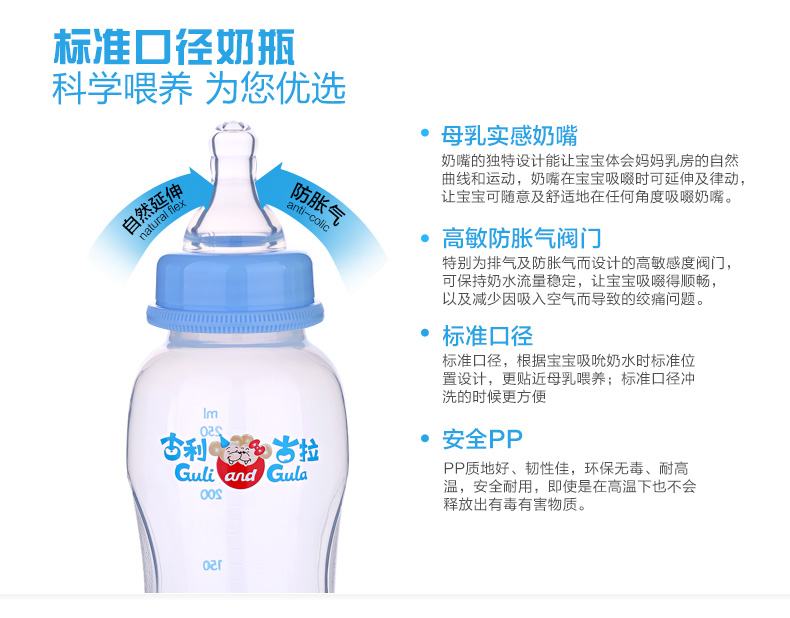 标准口径奶瓶
科学喂养 为您优选
自然延伸
natural flex
防胀气
anti-colic
ml
250
古利 古拉
Guli and Gula
200
150
• 母乳实感奶嘴
奶嘴的独特设计能让宝宝体会妈妈乳房的自然
曲线和运动，奶嘴在宝宝吸啜时可延伸及律动，
让宝宝可随意及舒适地在任何角度吸啜奶嘴。
• 高敏防胀气阀门
特别为排气及防胀气而设计的高敏感度阀门，
可保持奶水流量稳定，让宝宝吸啜得顺畅，
以及减少因吸入空气而导致的绞痛问题。
• 标准口径
标准口径，根据宝宝吸吮奶水时标准位
置设计，更贴近母乳喂养；标准口径冲
洗的时候更方便
• 安全PP
PP质地好、韧性佳，环保无毒、耐高
温，安全耐用，即使是在高温下也不会
释放出有毒有害物质。